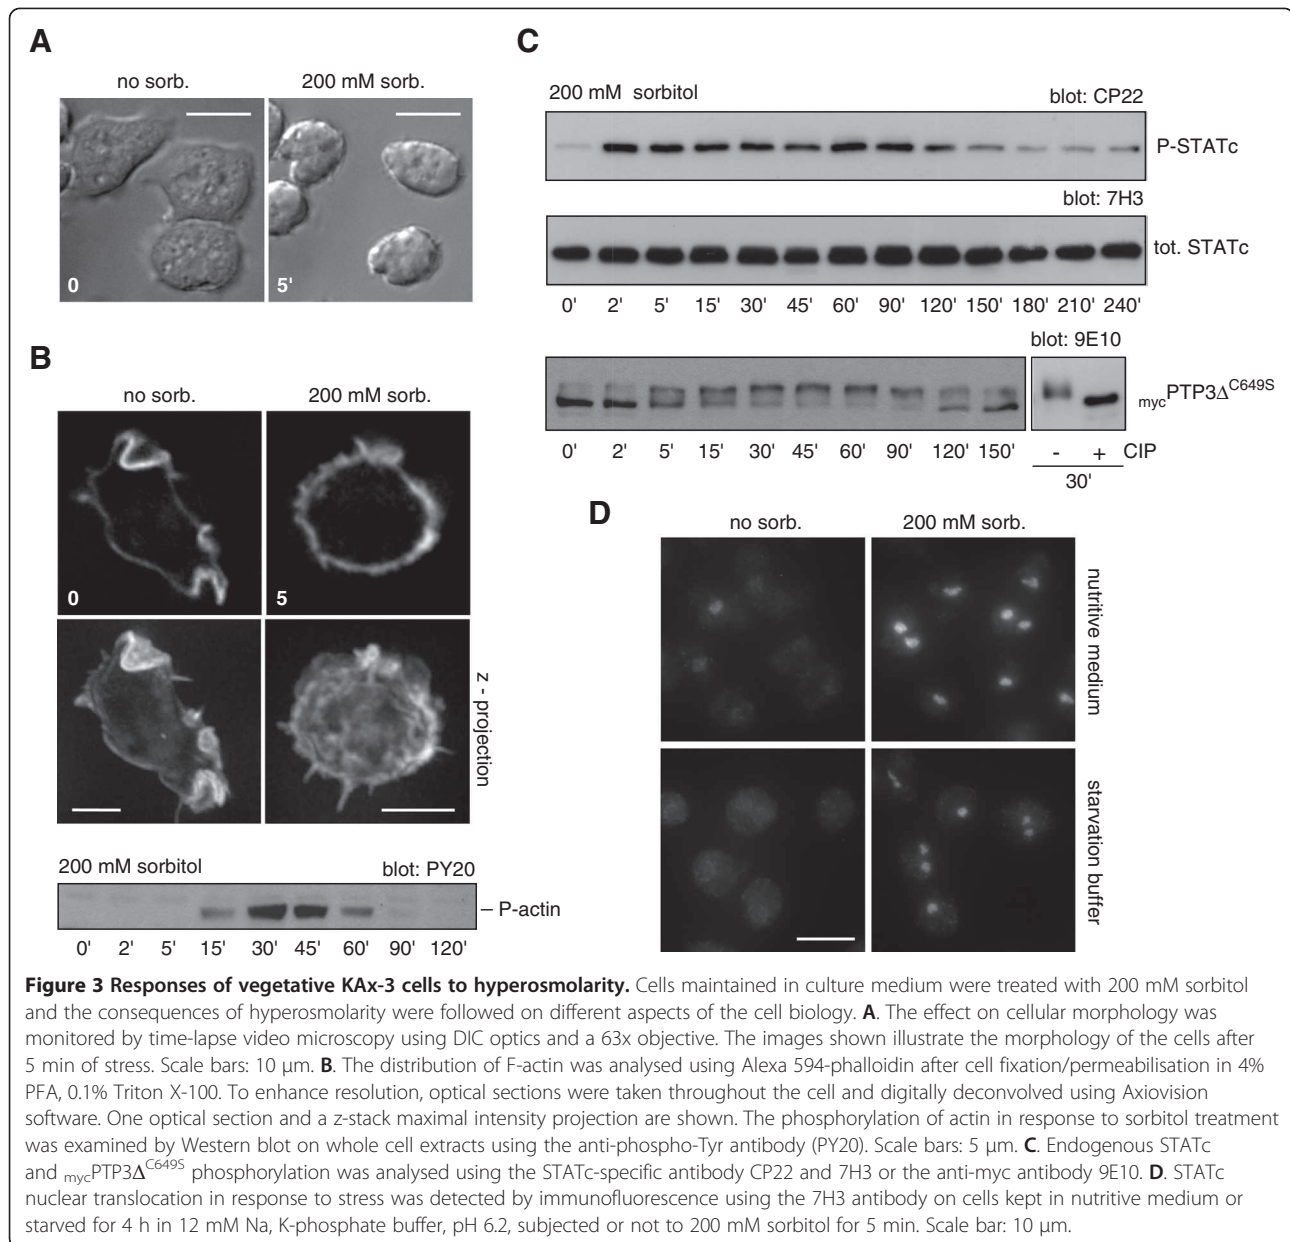 A
no sorb.
200 mM sorb.
0
5'
B
no sorb.
200 mM sorb.
0
5
z - projection
200 mM sorbitol
blot: PY20
P-actin
0' 2' 5' 15' 30' 45' 60' 90' 120'
C
200 mM sorbitol
blot: CP22
P-STATc
blot: 7H3
tot. STATc
0' 2' 5' 15' 30' 45' 60' 90' 120' 150' 180' 210' 240'
blot: 9E10
mycPTP3ΔC649S
0' 2' 5' 15' 30' 45' 60' 90' 120' 150' - + CIP
30'
D
no sorb.
200 mM sorb.
nutritive medium
starvation buffer
Figure 3 Responses of vegetative KAx-3 cells to hyperosmolarity. Cells maintained in culture medium were treated with 200 mM sorbitol
and the consequences of hyperosmolarity were followed on different aspects of the cell biology. A. The effect on cellular morphology was
monitored by time-lapse video microscopy using DIC optics and a 63x objective. The images shown illustrate the morphology of the cells after
5 min of stress. Scale bars: 10 μm. B. The distribution of F-actin was analysed using Alexa 594-phalloidin after cell fixation/permeabilisation in 4%
PFA, 0.1% Triton X-100. To enhance resolution, optical sections were taken throughout the cell and digitally deconvolved using Axiovision
software. One optical section and a z-stack maximal intensity projection are shown. The phosphorylation of actin in response to sorbitol treatment
was examined by Western blot on whole cell extracts using the anti-phospho-Tyr antibody (PY20). Scale bars: 5 μm. C. Endogenous STATc
and mycPTP3ΔC649S phosphorylation was analysed using the STATc-specific antibody CP22 and 7H3 or the anti-myc antibody 9E10. D. STATc
nuclear translocation in response to stress was detected by immunofluorescence using the 7H3 antibody on cells kept in nutritive medium or
starved for 4 h in 12 mM Na, K-phosphate buffer, pH 6.2, subjected or not to 200 mM sorbitol for 5 min. Scale bar: 10 μm.